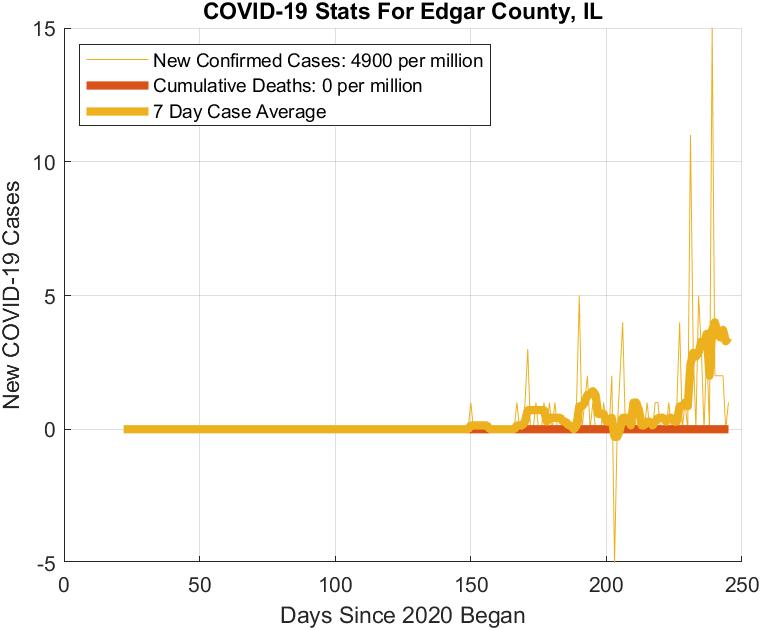 COVID-19 Stats For Edgar County, IL
New Confirmed Cases: 4900 per million
Cumulative Deaths: 0 per million
7 Day Case Average
New COVID-19 Cases
15
10
5
0
-5
0 50 100 150 200 250
Days Since 2020 Began